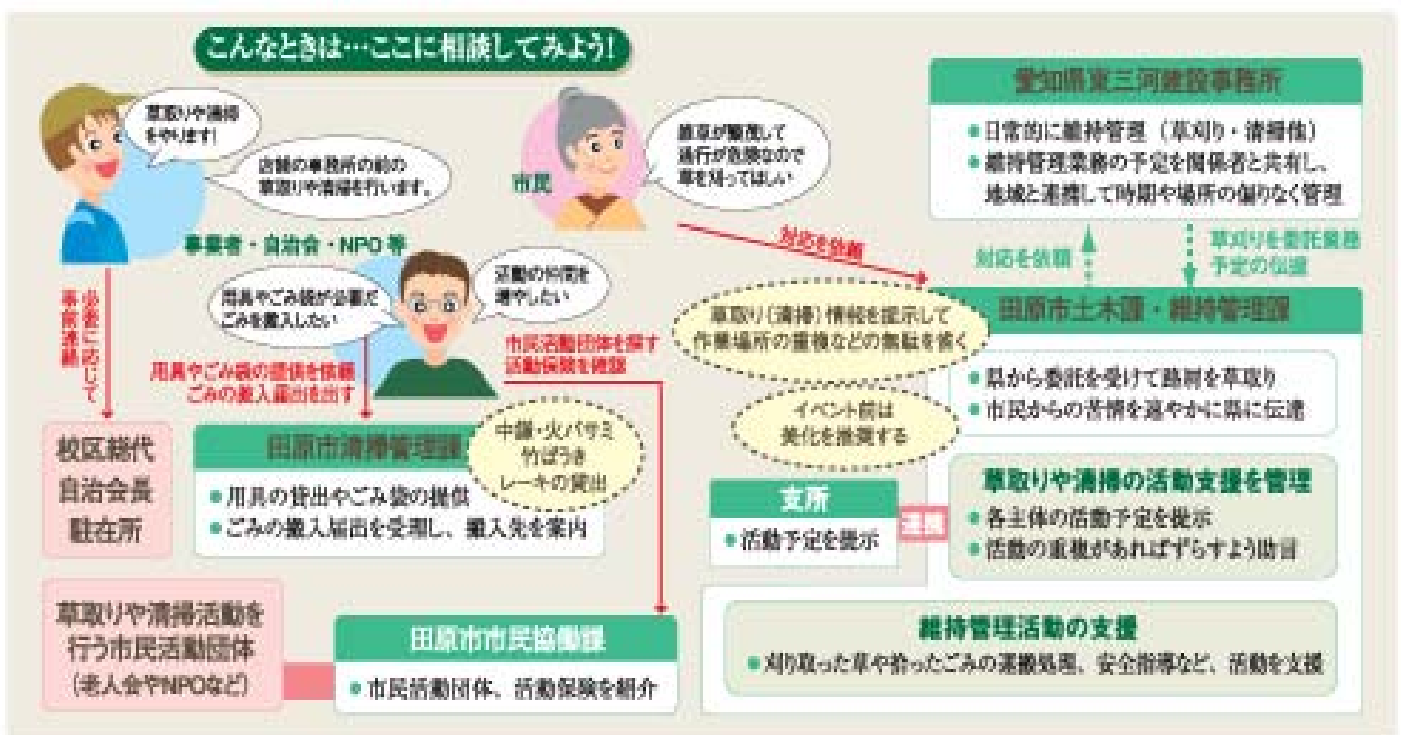 こんなときは…ここに相談してみよう！
草取りや清掃
をやります！
店舗の事務所の前の
草取りや清掃を行います。
事業者・自治会・NPO 等
市民
雑草が繁茂して
通行が危険なので
草を刈ってほしい
対応を依頼
用具やごみ袋が必要だ
ごみを搬入したい
活動の仲間を
増やしたい
必要に応じて
事前連絡
用具やごみ袋の提供を依頼
ごみの搬入届出を出す
市民活動団体を探す
活動保険を確認
校区総代
自治会長
駐在所
田原市清掃管理課
● 用具の貸出やごみ袋の提供
● ごみの搬入届出を受理し、搬入先を案内
中鎌・火バサミ
竹ぼうき
レーキの貸出
草取りや清掃活動を
行う市民活動団体
（老人会やNPOなど）
田原市市民協働課
● 市民活動団体、活動保険を紹介
愛知県東三河建設事務所
● 日常的に維持管理（草刈り・清掃他）
● 維持管理業務の予定を関係者と共有し、
地域と連携して時期や場所の偏りなく管理
対応を依頼
草刈りを委託業務
予定の伝達
田原市土木課・維持管理課
草取り（清掃）情報を提示して
作業場所の重複などの無駄を省く
イベント前は
美化を推奨する
● 県から委託を受けて路肩を草取り
● 市民からの苦情を速やかに県に伝達
支所
● 活動予定を提示
連携
草取りや清掃の活動支援を管理
● 各主体の活動予定を提示
● 活動の重複があればずらすよう助言
維持管理活動の支援
● 刈り取った草や拾ったごみの運搬処理、安全指導など、活動を支援